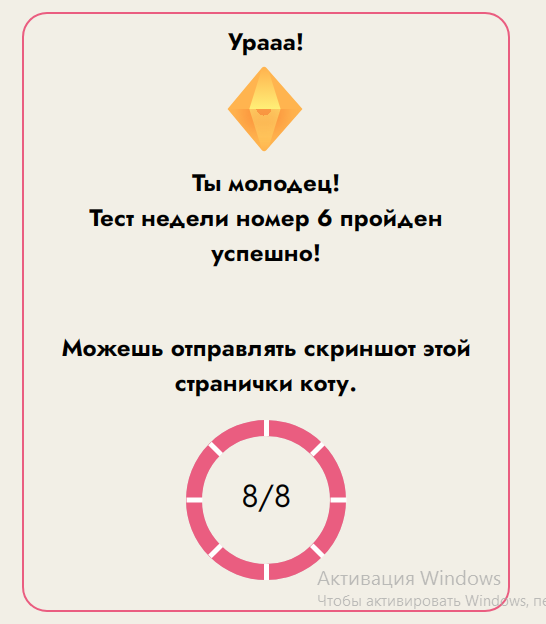 Урааа!
Ты молодец!
Тест недели номер 6 пройден
успешно!
Можешь отправлять скриншот этой
странички коту.
8/8
Активация Windows
Чтобы активировать Windows,